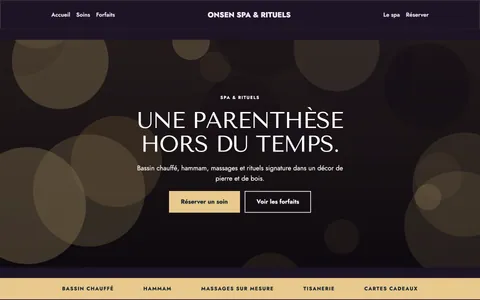 Accueil Soins Forfaits
ONSEN SPA & RITUELS
Le spa Réserver
SPA & RITUELS
UNE PARENTHÈSE
HORS DU TEMPS.
Bassin chauffé, hammam, massages et rituels signature dans un décor de
pierre et de bois.
Réserver un soin Voir les forfaits
BASSIN CHAUFFÉ HAMMAM MASSAGES SUR MESURE TISANERIE CARTES CADEAUX